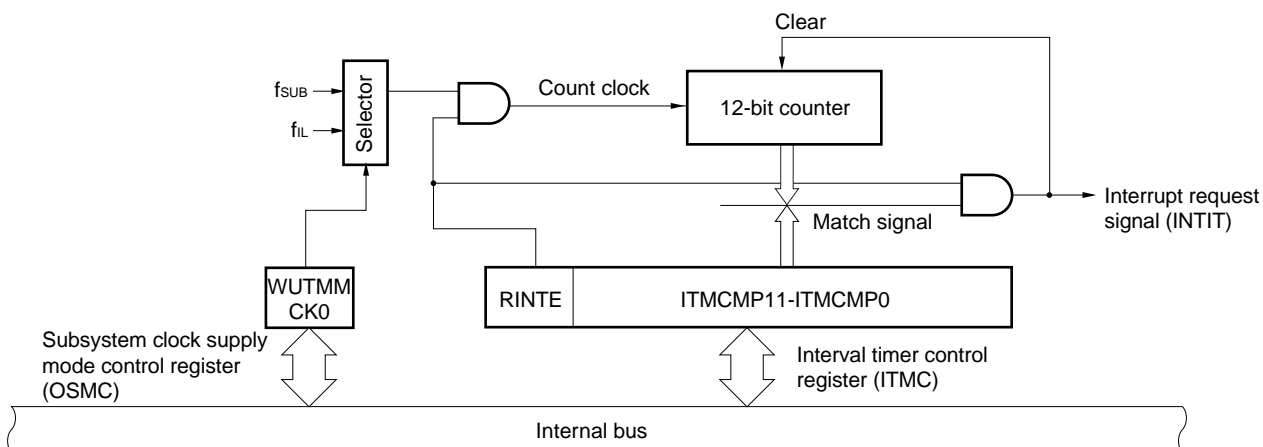 Clear
fSUB
fIL
Selector
Count clock
12-bit counter
Match signal
Interrupt request
signal (INTIT)
WUTMM
CK0
RINTE
ITMCMP11-ITMCMP0
Subsystem clock supply
mode control register
(OSMC)
Interval timer control
register (ITMC)
Internal bus